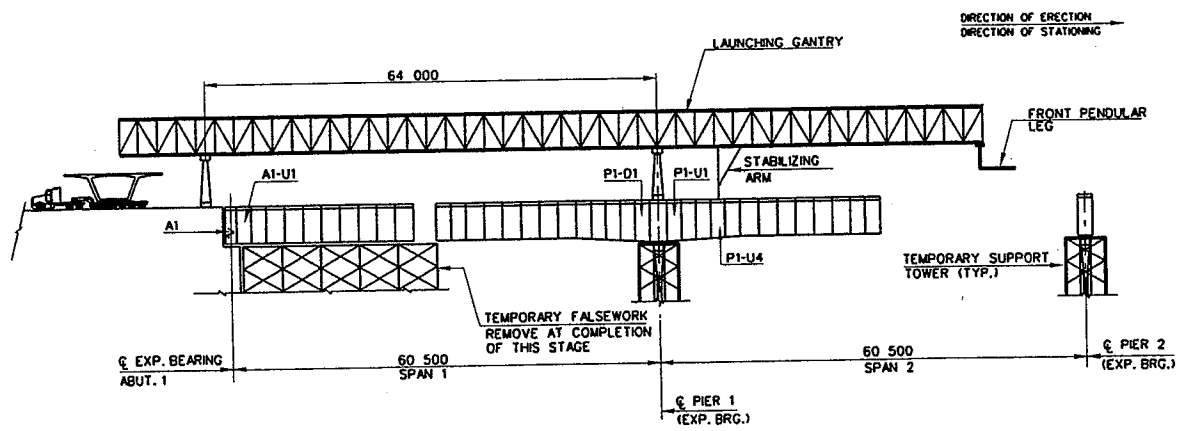 DIRECTION OF ERECTION
DIRECTION OF STATIONING
LAUNCHING GANTRY
64 000
FRONT PENDULAR
LEG
STABILIZING
ARM
A1-U1
P1-D1
P1-U1
A1
P1-U4
TEMPORARY SUPPORT
TOWER (TYP.)
TEMPORARY FALSEWORK
REMOVE AT COMPLETION
OF THIS STAGE
℄ EXP. BEARING
ABUT. 1
60 500
SPAN 1
60 500
SPAN 2
℄ PIER 2
(EXP. BRG.)
℄ PIER 1
(EXP. BRG.)